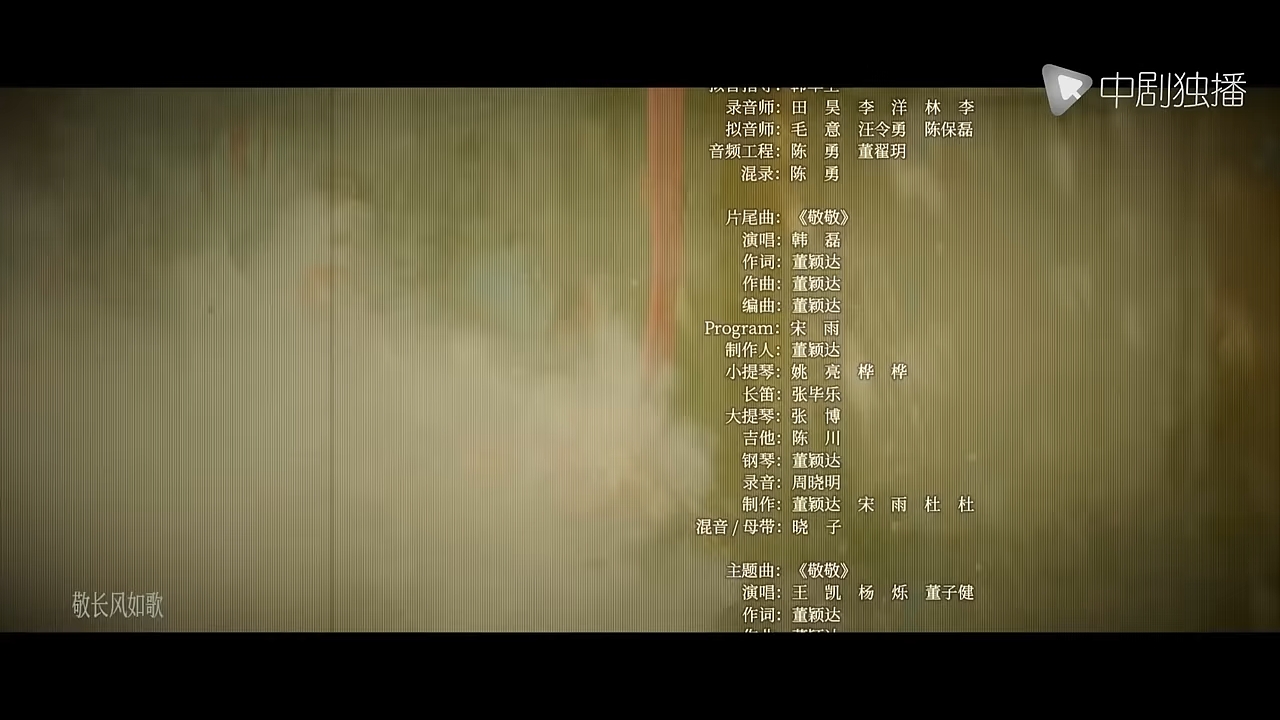 中剧独播
录音师：田　昊　李　洋　林　李
拟音师：毛　意　汪令勇　陈保磊
音频工程：陈　勇　董翟玥
混录：陈　勇
片尾曲：《敬敬》
演唱：韩　磊
作词：董颖达
作曲：董颖达
编曲：董颖达
Program：宋　雨
制作人：董颖达
小提琴：姚　亮　桦　桦
长笛：张毕乐
大提琴：张　博
吉他：陈　川
钢琴：董颖达
录音：周晓明
制作：董颖达　宋　雨　杜　杜
混音 / 母带：晓　子
主题曲：《敬敬》
演唱：王　凯　杨　烁　董子健
作词：董颖达
敬长风如歌